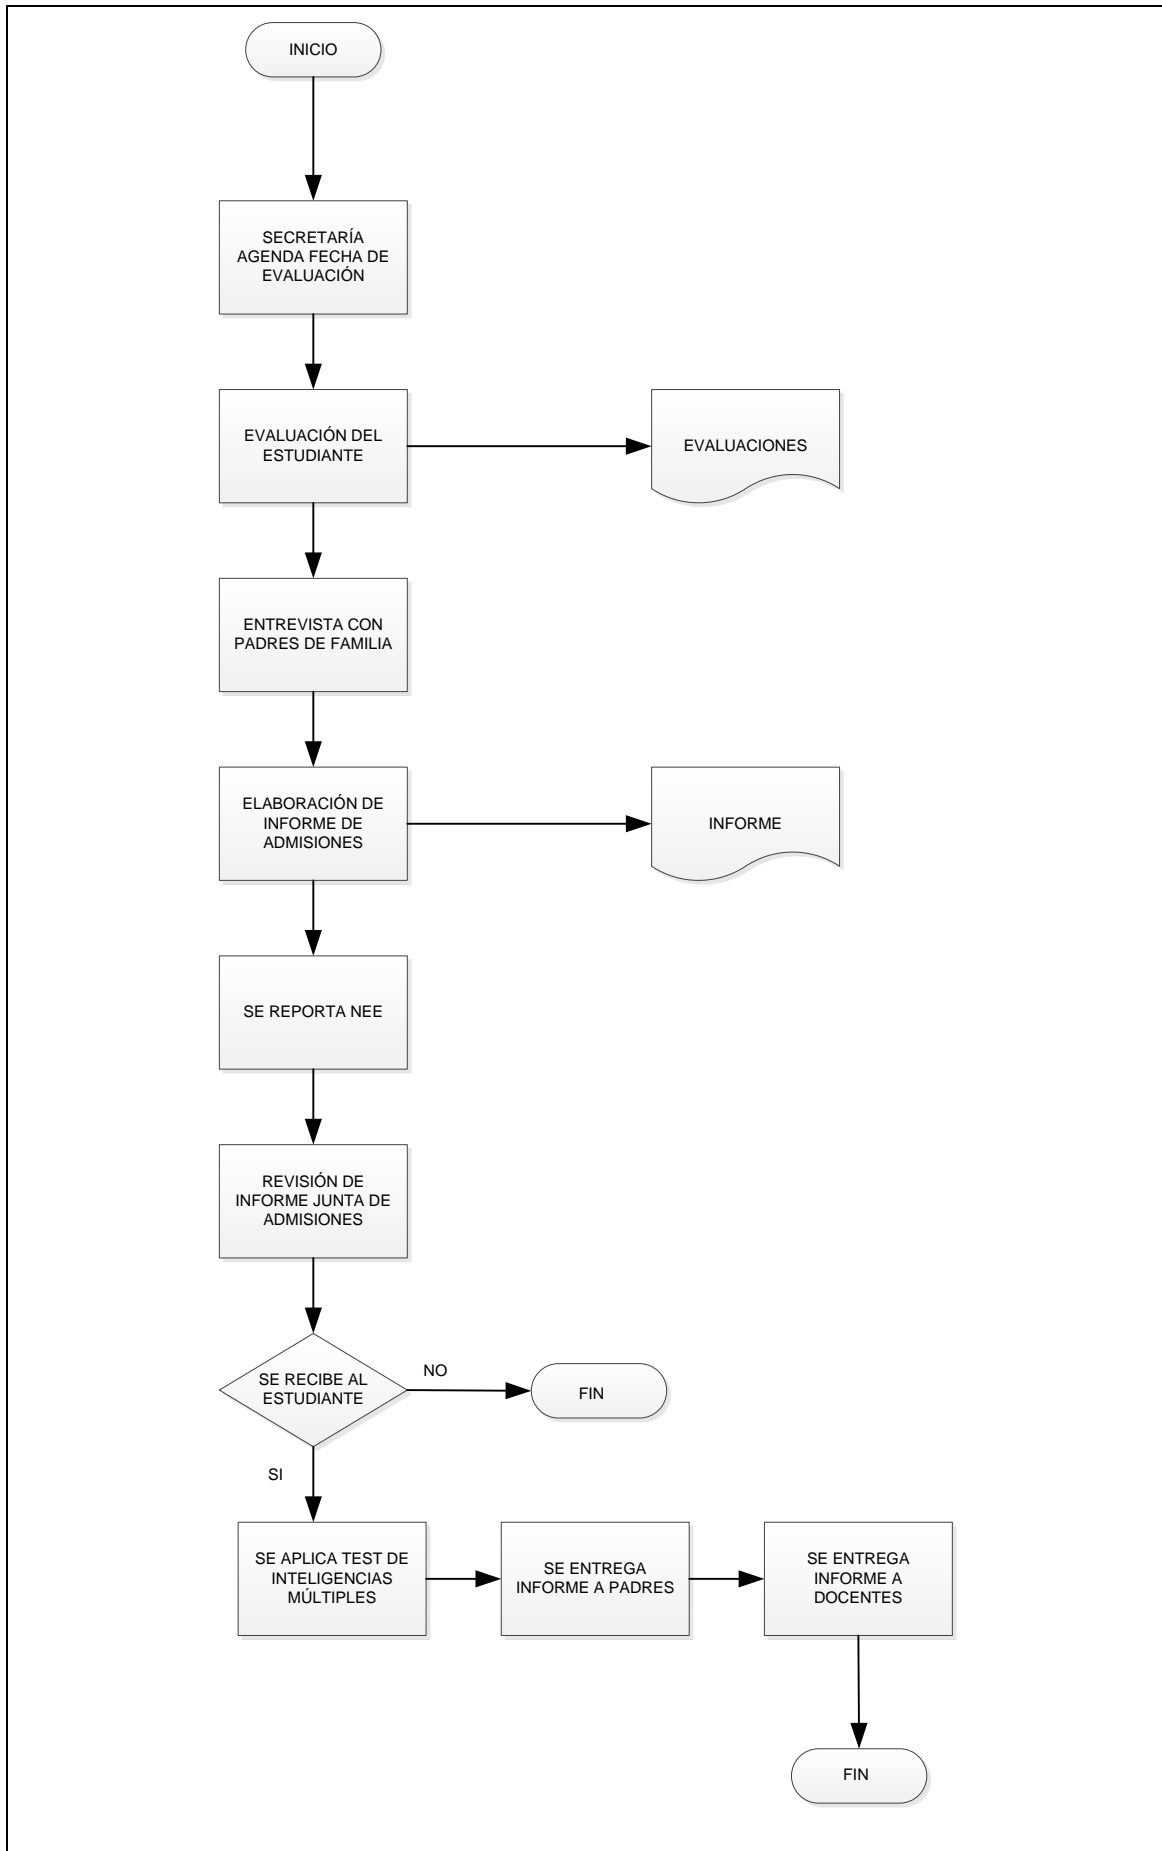 INICIO
SECRETARÍA
AGENDA FECHA DE
EVALUACIÓN
EVALUACIÓN DEL
ESTUDIANTE
EVALUACIONES
ENTREVISTA CON
PADRES DE FAMILIA
ELABORACIÓN DE
INFORME DE
ADMISIONES
INFORME
SE REPORTA NEE
REVISIÓN DE
INFORME JUNTA DE
ADMISIONES
SE RECIBE AL
ESTUDIANTE
NO
FIN
SI
SE APLICA TEST DE
INTELIGENCIAS
MÚLTIPLES
SE ENTREGA
INFORME A PADRES
SE ENTREGA
INFORME A
DOCENTES
FIN